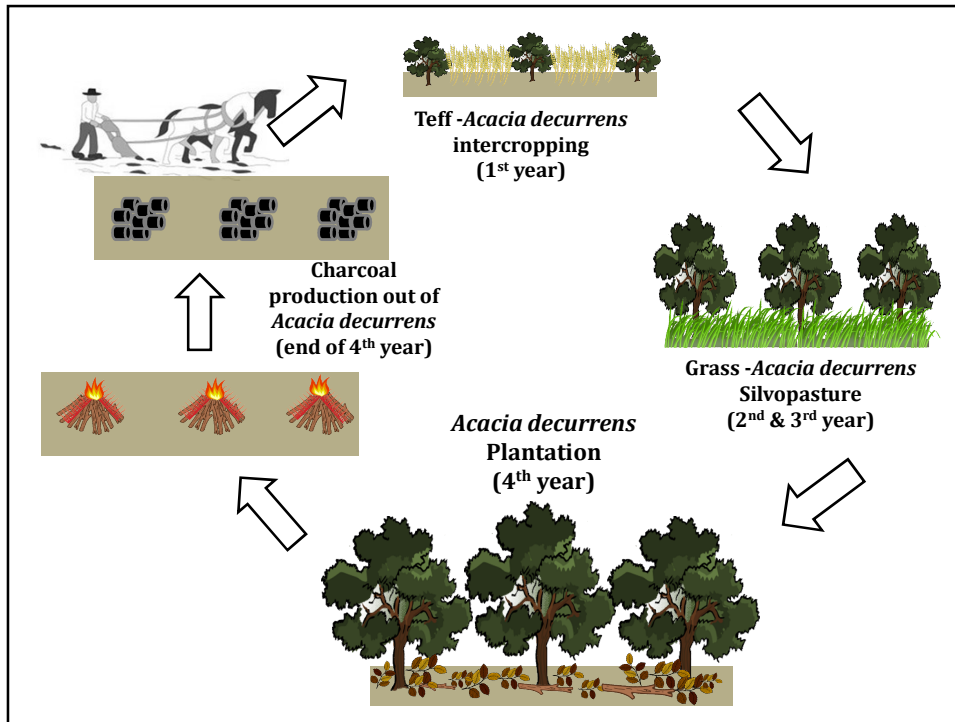 Teff -Acacia decurrens
intercropping
(1st year)
Grass -Acacia decurrens
Silvopasture
(2nd & 3rd year)
Acacia decurrens
Plantation
(4th year)
Charcoal
production out of
Acacia decurrens
(end of 4th year)